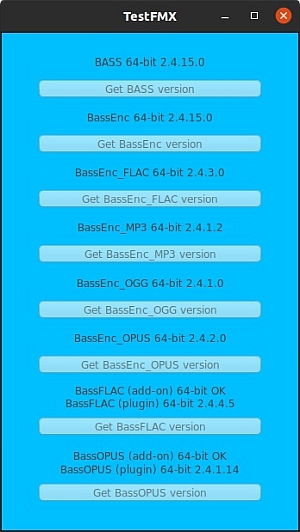 TestFMX
BASS 64-bit 2.4.15.0
Get BASS version
BassEnc 64-bit 2.4.15.0
Get BassEnc version
BassEnc_FLAC 64-bit 2.4.3.0
Get BassEnc_FLAC version
BassEnc_MP3 64-bit 2.4.1.2
Get BassEnc_MP3 version
BassEnc_OGG 64-bit 2.4.1.0
Get BassEnc_OGG version
BassEnc_OPUS 64-bit 2.4.2.0
Get BassEnc_OPUS version
BassFLAC (add-on) 64-bit OK
BassFLAC (plugin) 64-bit 2.4.4.5
Get BassFLAC version
BassOPUS (add-on) 64-bit OK
BassOPUS (plugin) 64-bit 2.4.1.14
Get BassOPUS version